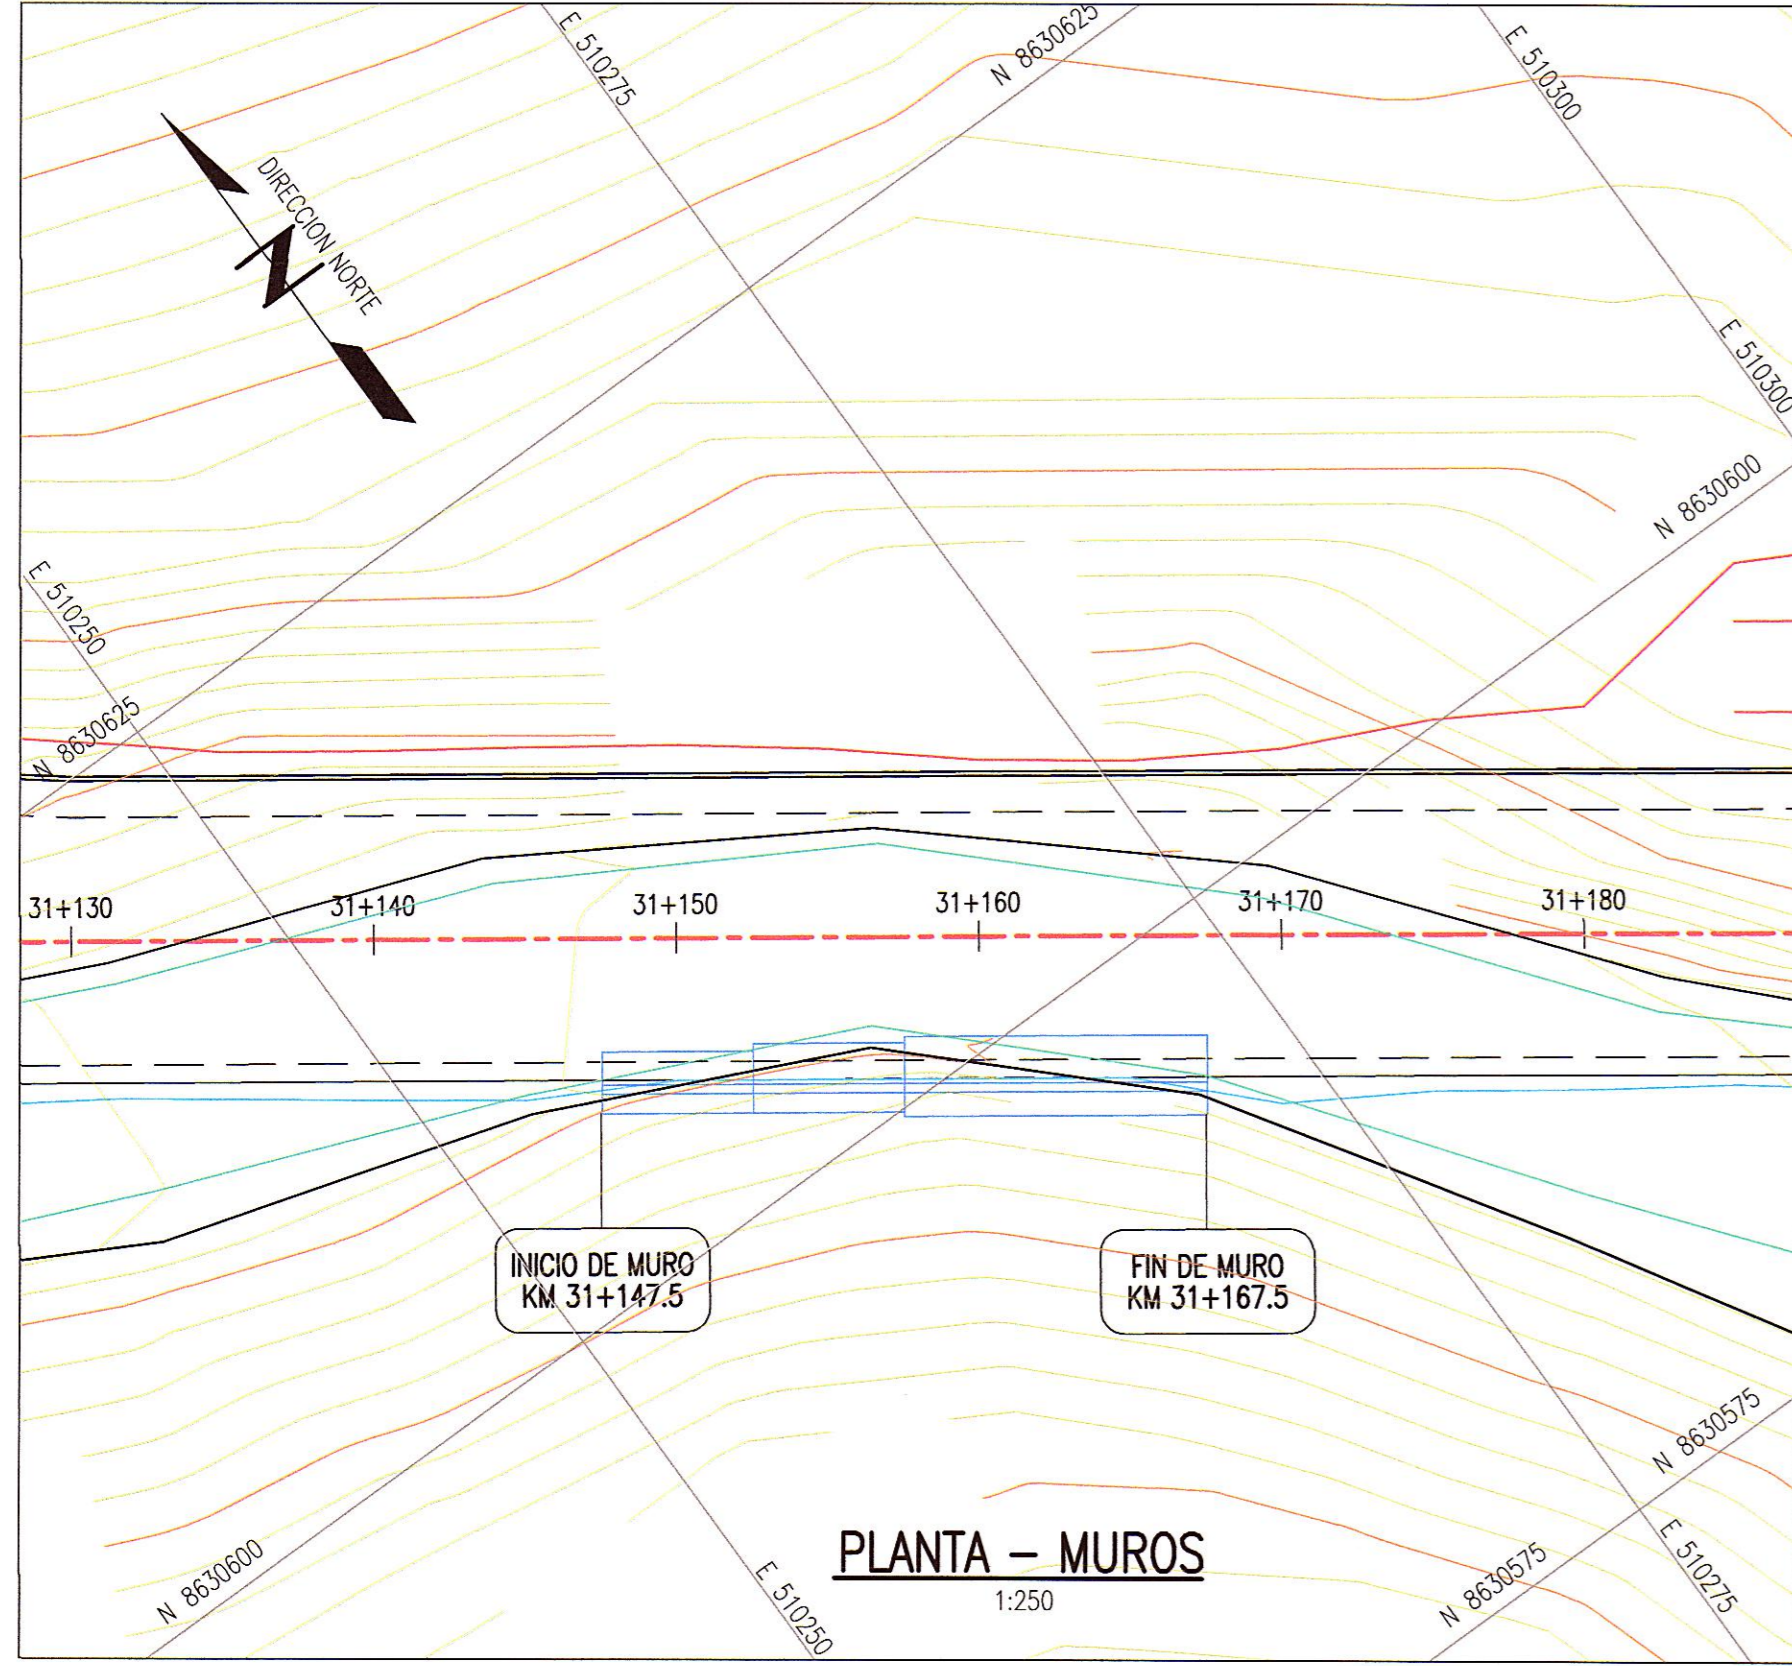 E 510275
N 8630625
E 510300
DIRECCION NORTE
N
E 510300
N 8630600
E 510250
N 8630625
31+130
31+140
31+150
31+160
31+170
31+180
INICIO DE MURO
KM 31+147.5
FIN DE MURO
KM 31+167.5
N 8630575
N 8630600
E 510250
PLANTA – MUROS
1:250
N 8630575
E 510275